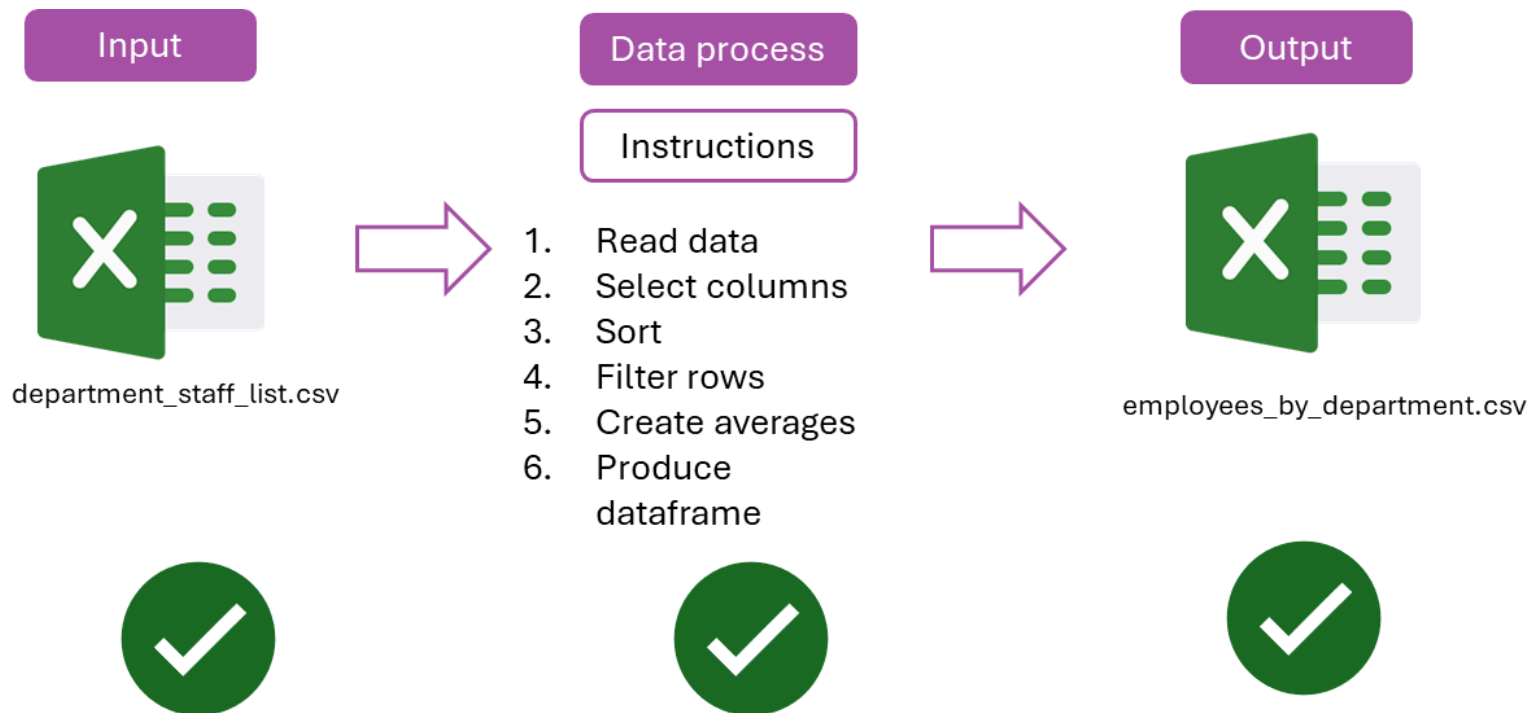 Input
department_staff_list.csv
Data process
Instructions
1. Read data
2. Select columns
3. Sort
4. Filter rows
5. Create averages
6. Produce
dataframe
Output
employees_by_department.csv